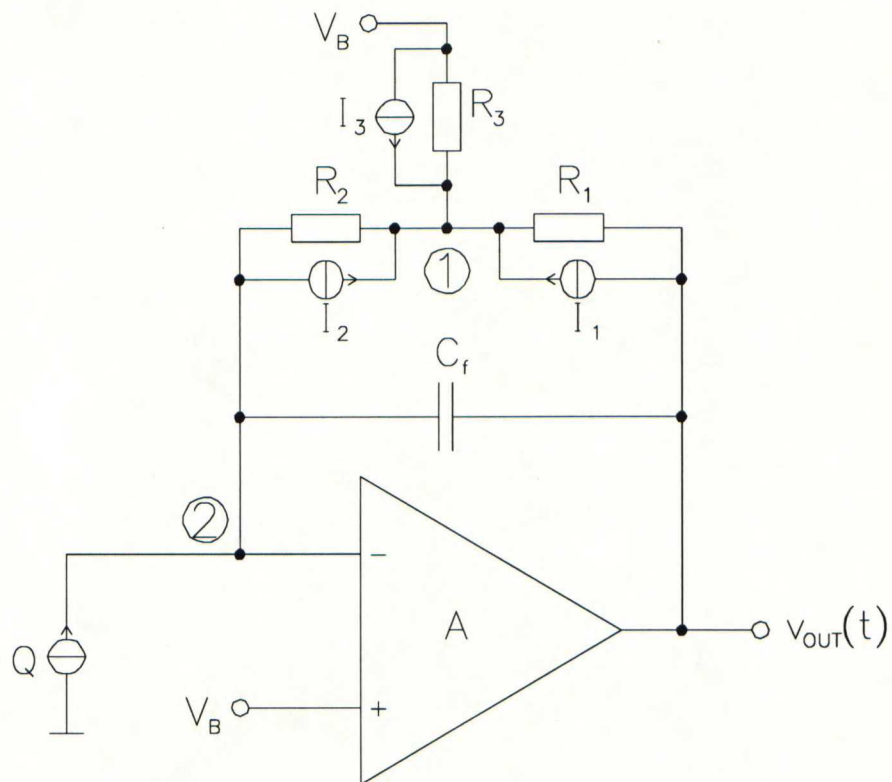 V_B
I_3
R_3
R_2
R_1
1
I_2
I_1
C_f
2
−
A
v_OUT(t)
Q
V_B
+